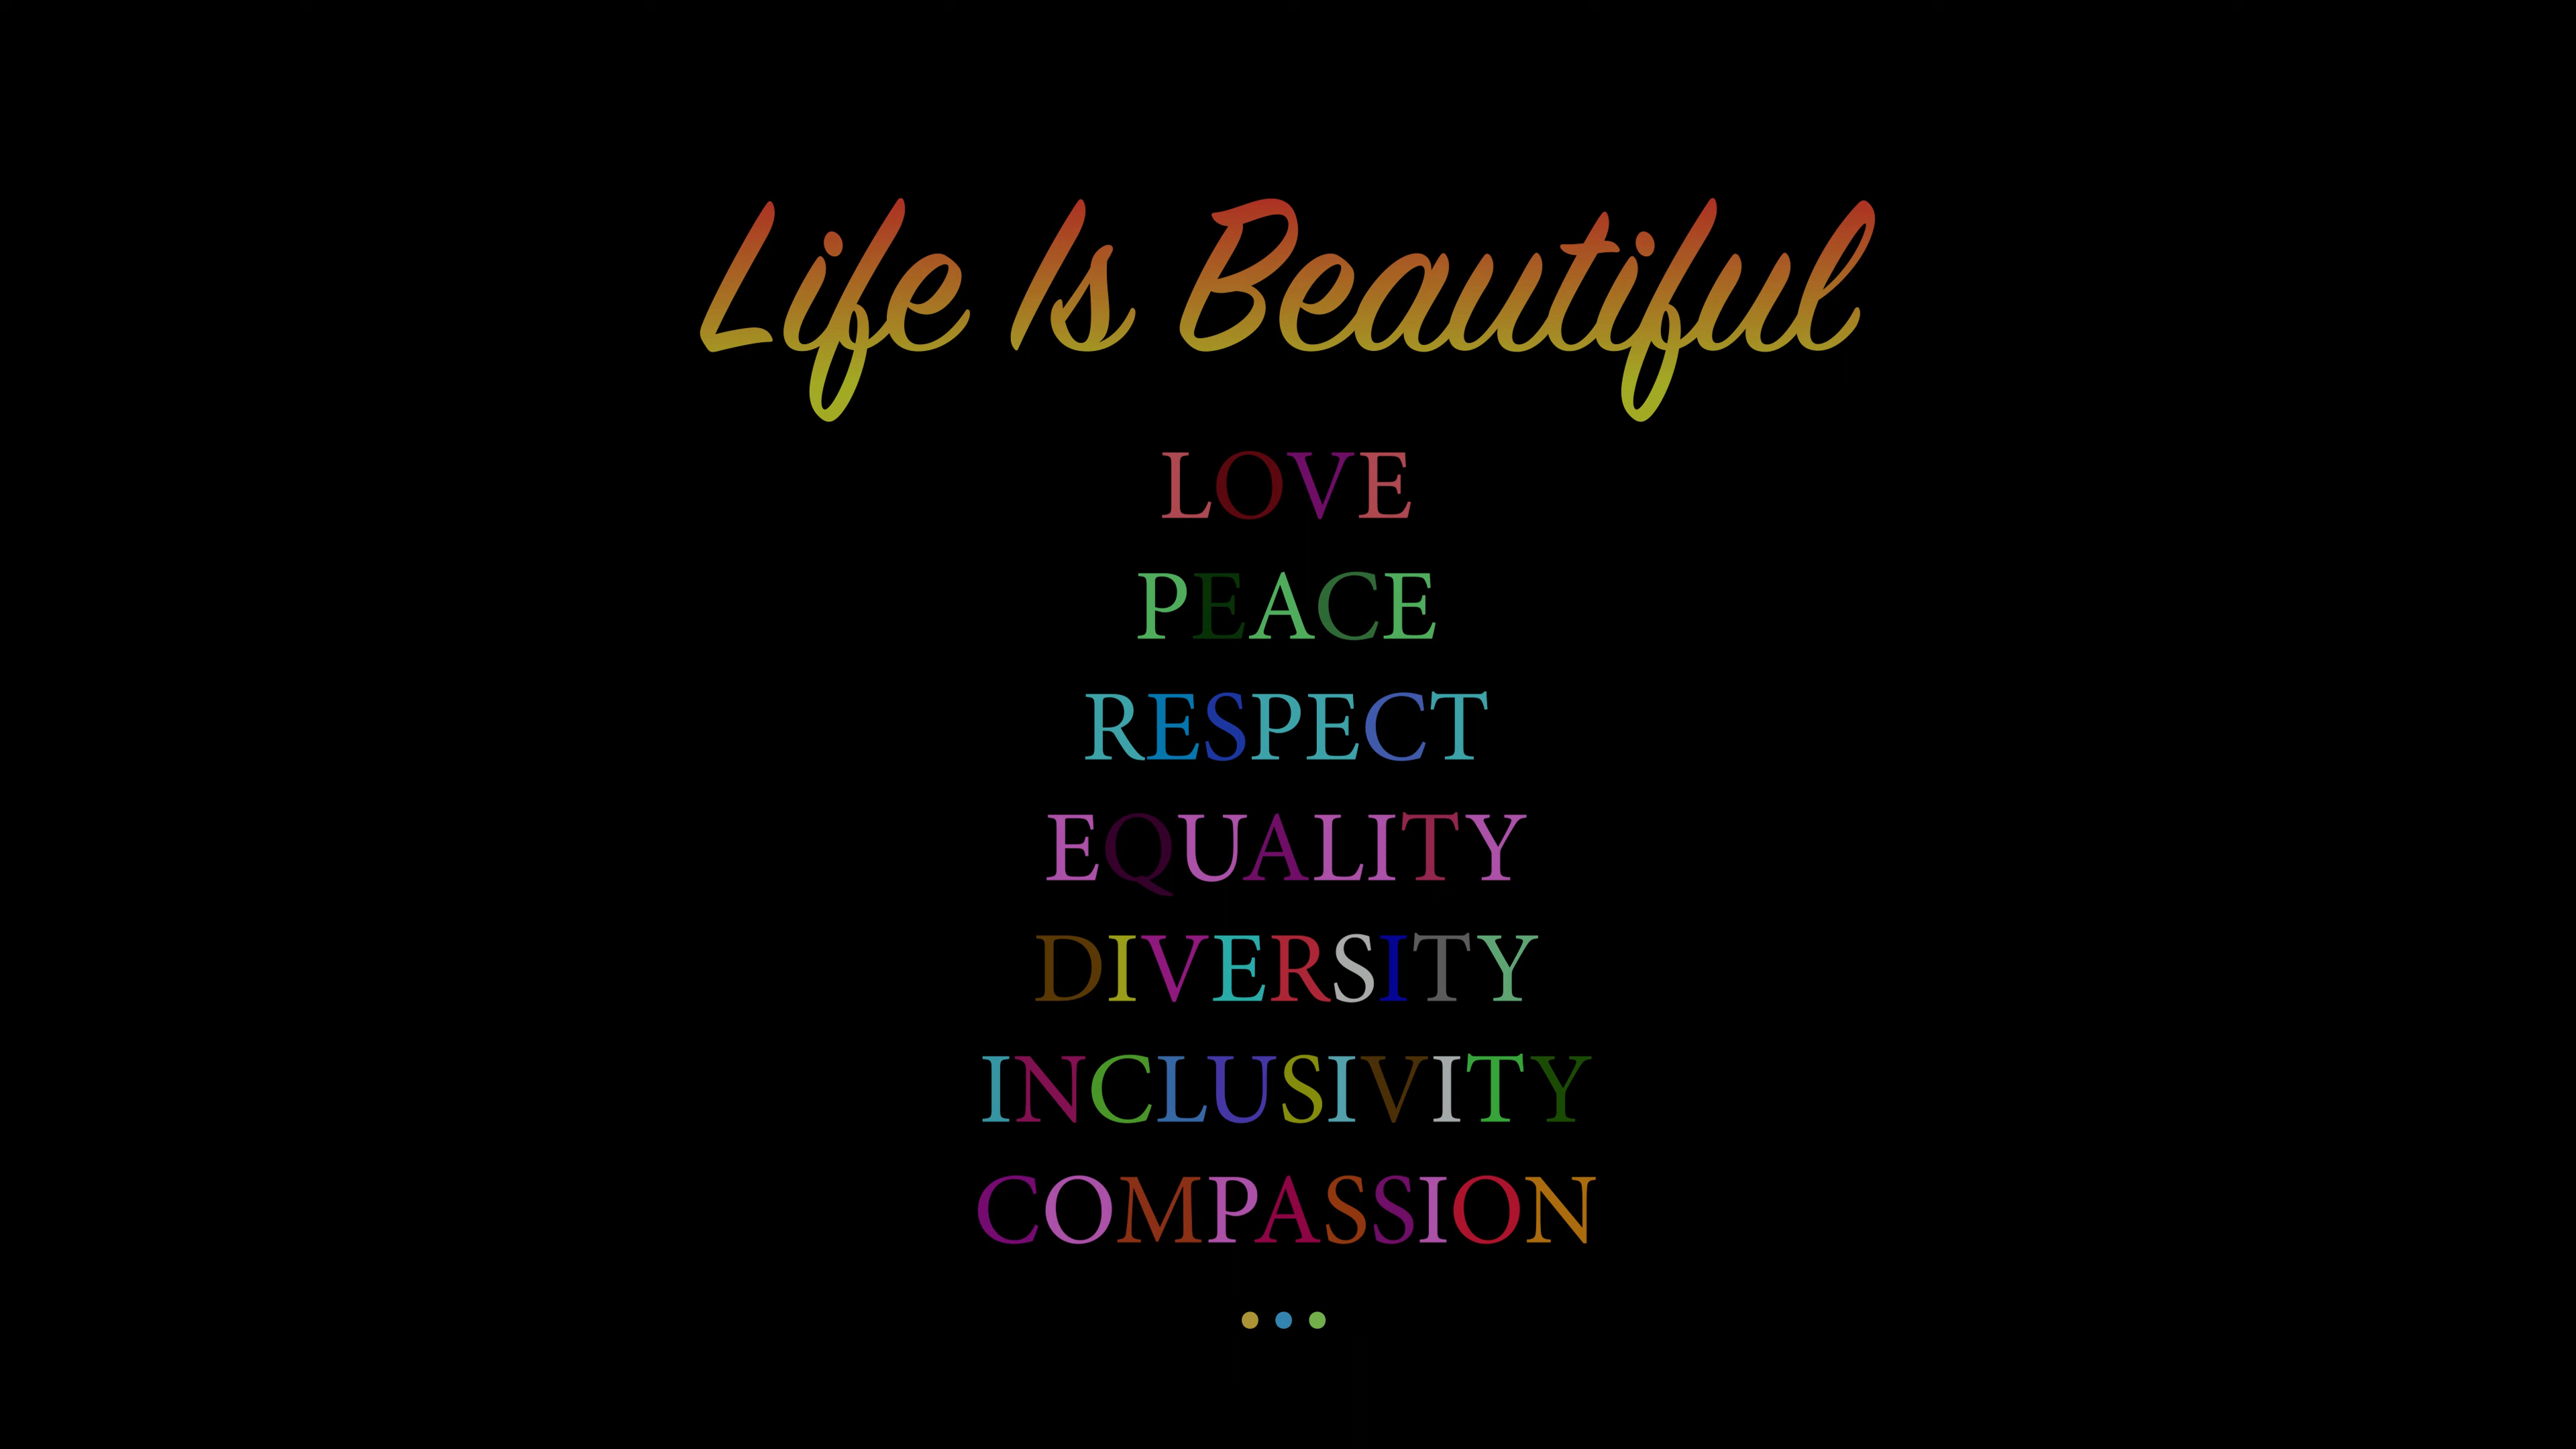 Life Is Beautiful
LOVE
PEACE
RESPECT
EQUALITY
DIVERSITY
INCLUSIVITY
COMPASSION
...